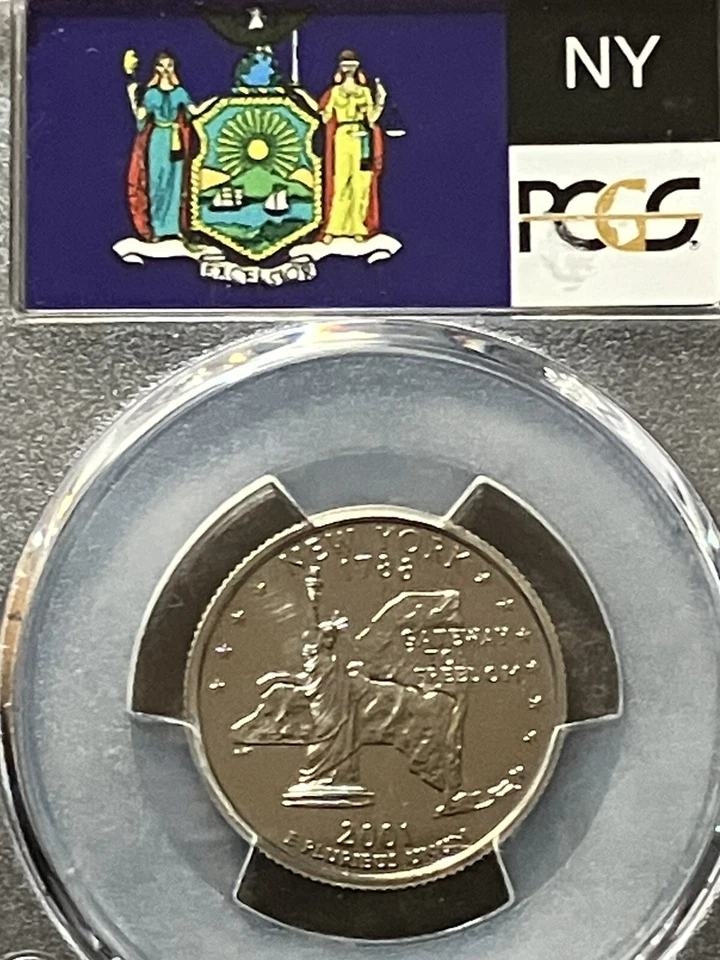 NY
PCGS
EXCELSIOR
NEW YORK
1788
GATEWAY
TO
FREEDOM
2001
E PLURIBUS UNUM